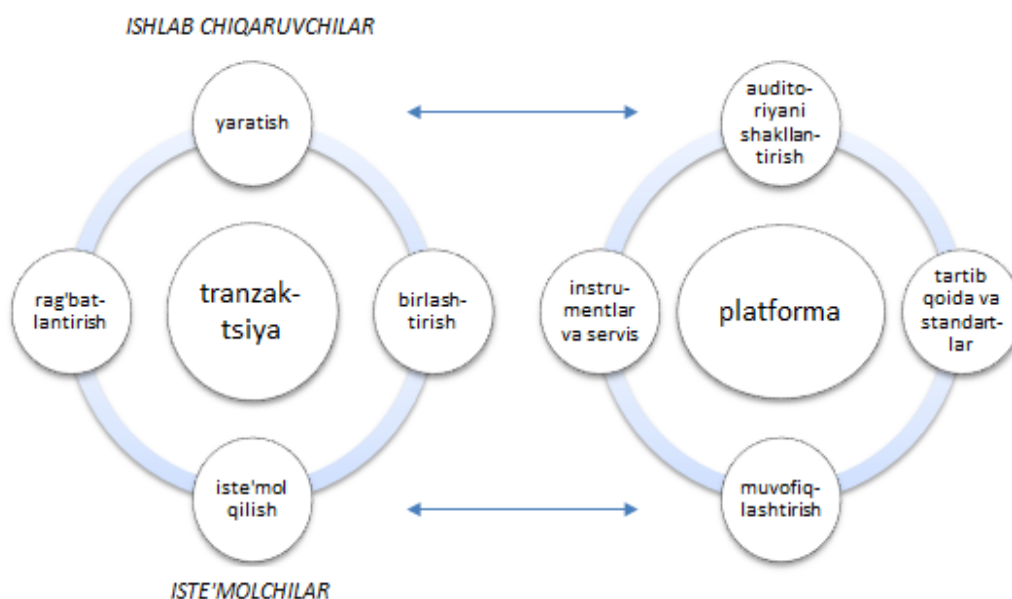 ISHLAB CHIQARUVCHILAR
yaratish
rag'bat-
lantirish
tranzak-
tsiya
birlash-
tirish
iste'mol
qilish
ISTE'MOLCHILAR
audito-
riyani
shakllan-
tirish
instru-
mentlar
va servis
platforma
tartib
qoida va
standart-
lar
muvofiq-
lashtirish